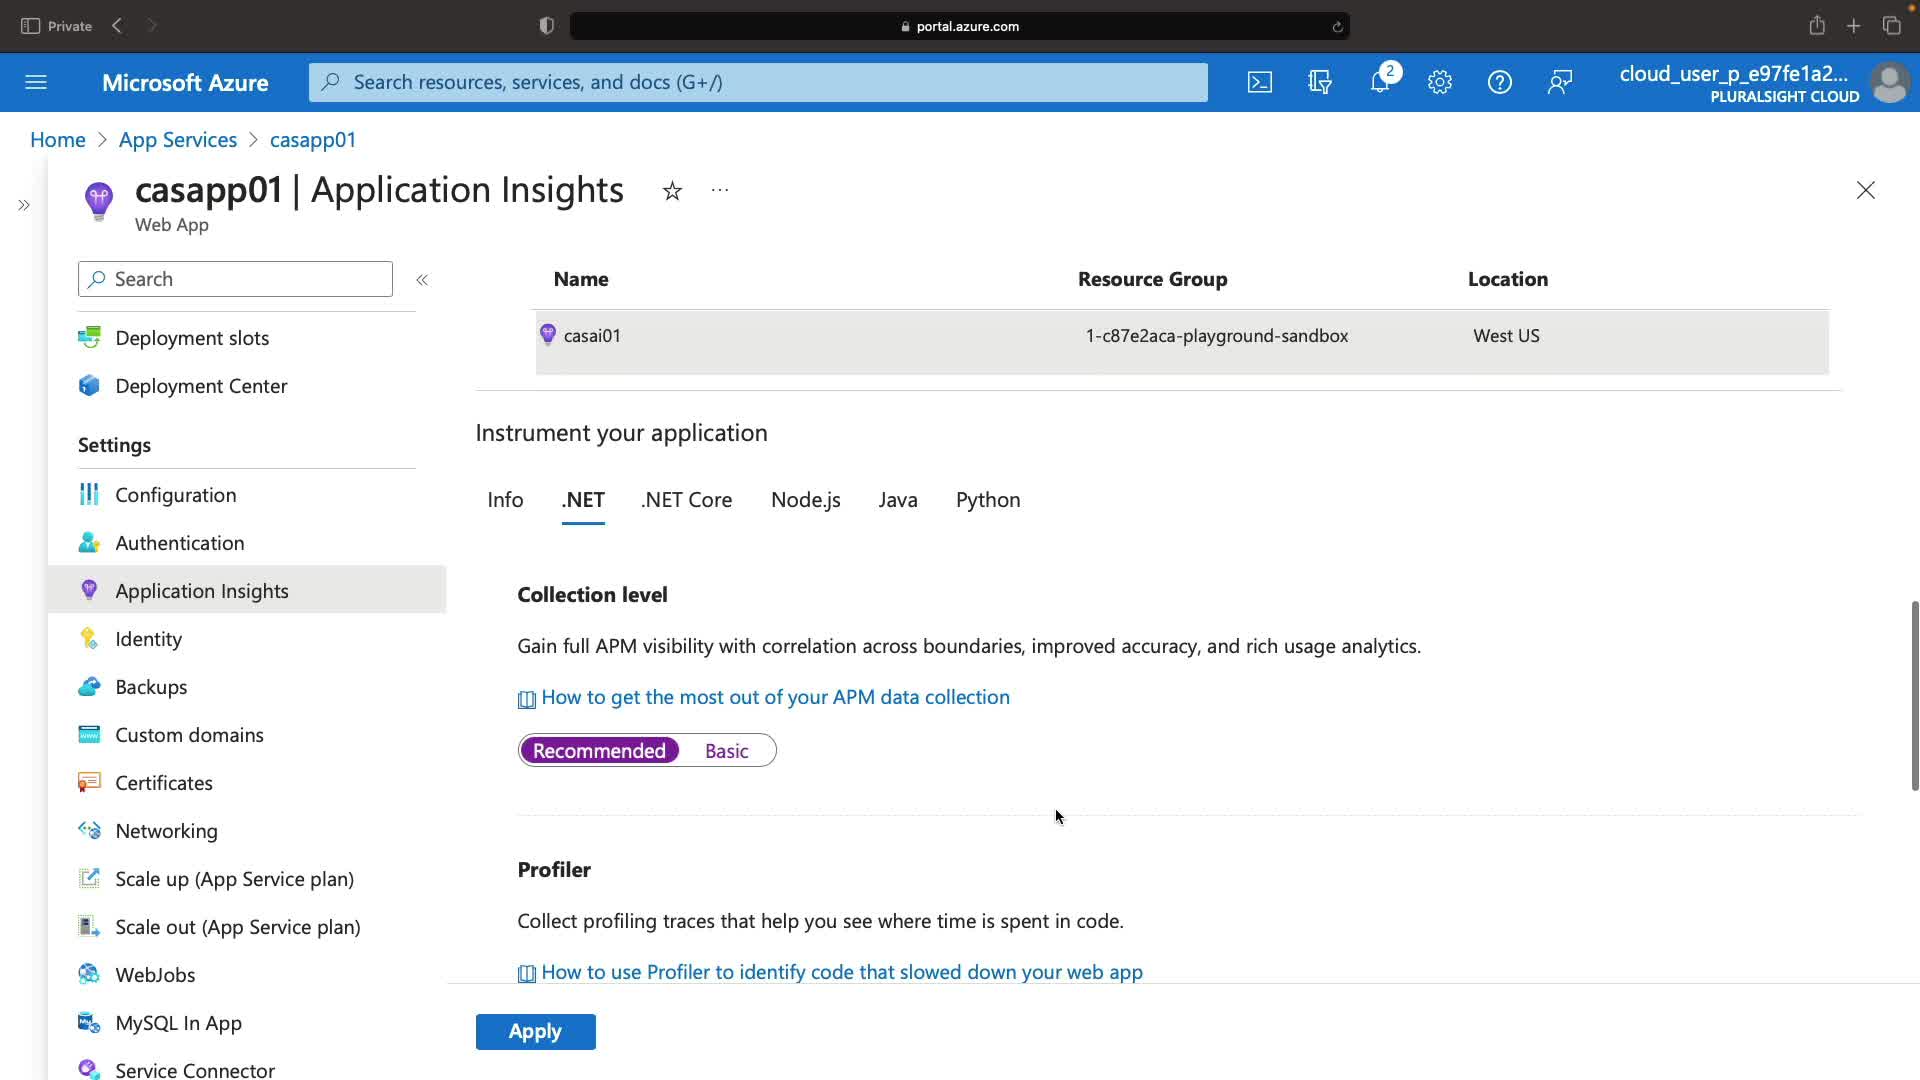 Private
portal.azure.com
Microsoft Azure
Search resources, services, and docs (G+/)
2
cloud_user_p_e97fe1a2...
PLURALSIGHT CLOUD
Home > App Services > casapp01
casapp01 | Application Insights
Web App
Search
Deployment slots
Deployment Center
Settings
Configuration
Authentication
Application Insights
Identity
Backups
Custom domains
Certificates
Networking
Scale up (App Service plan)
Scale out (App Service plan)
WebJobs
MySQL In App
Service Connector
Name Resource Group Location
casai01 1-c87e2aca-playground-sandbox West US
Instrument your application
Info .NET .NET Core Node.js Java Python
Collection level
Gain full APM visibility with correlation across boundaries, improved accuracy, and rich usage analytics.
How to get the most out of your APM data collection
Recommended Basic
Profiler
Collect profiling traces that help you see where time is spent in code.
How to use Profiler to identify code that slowed down your web app
Apply